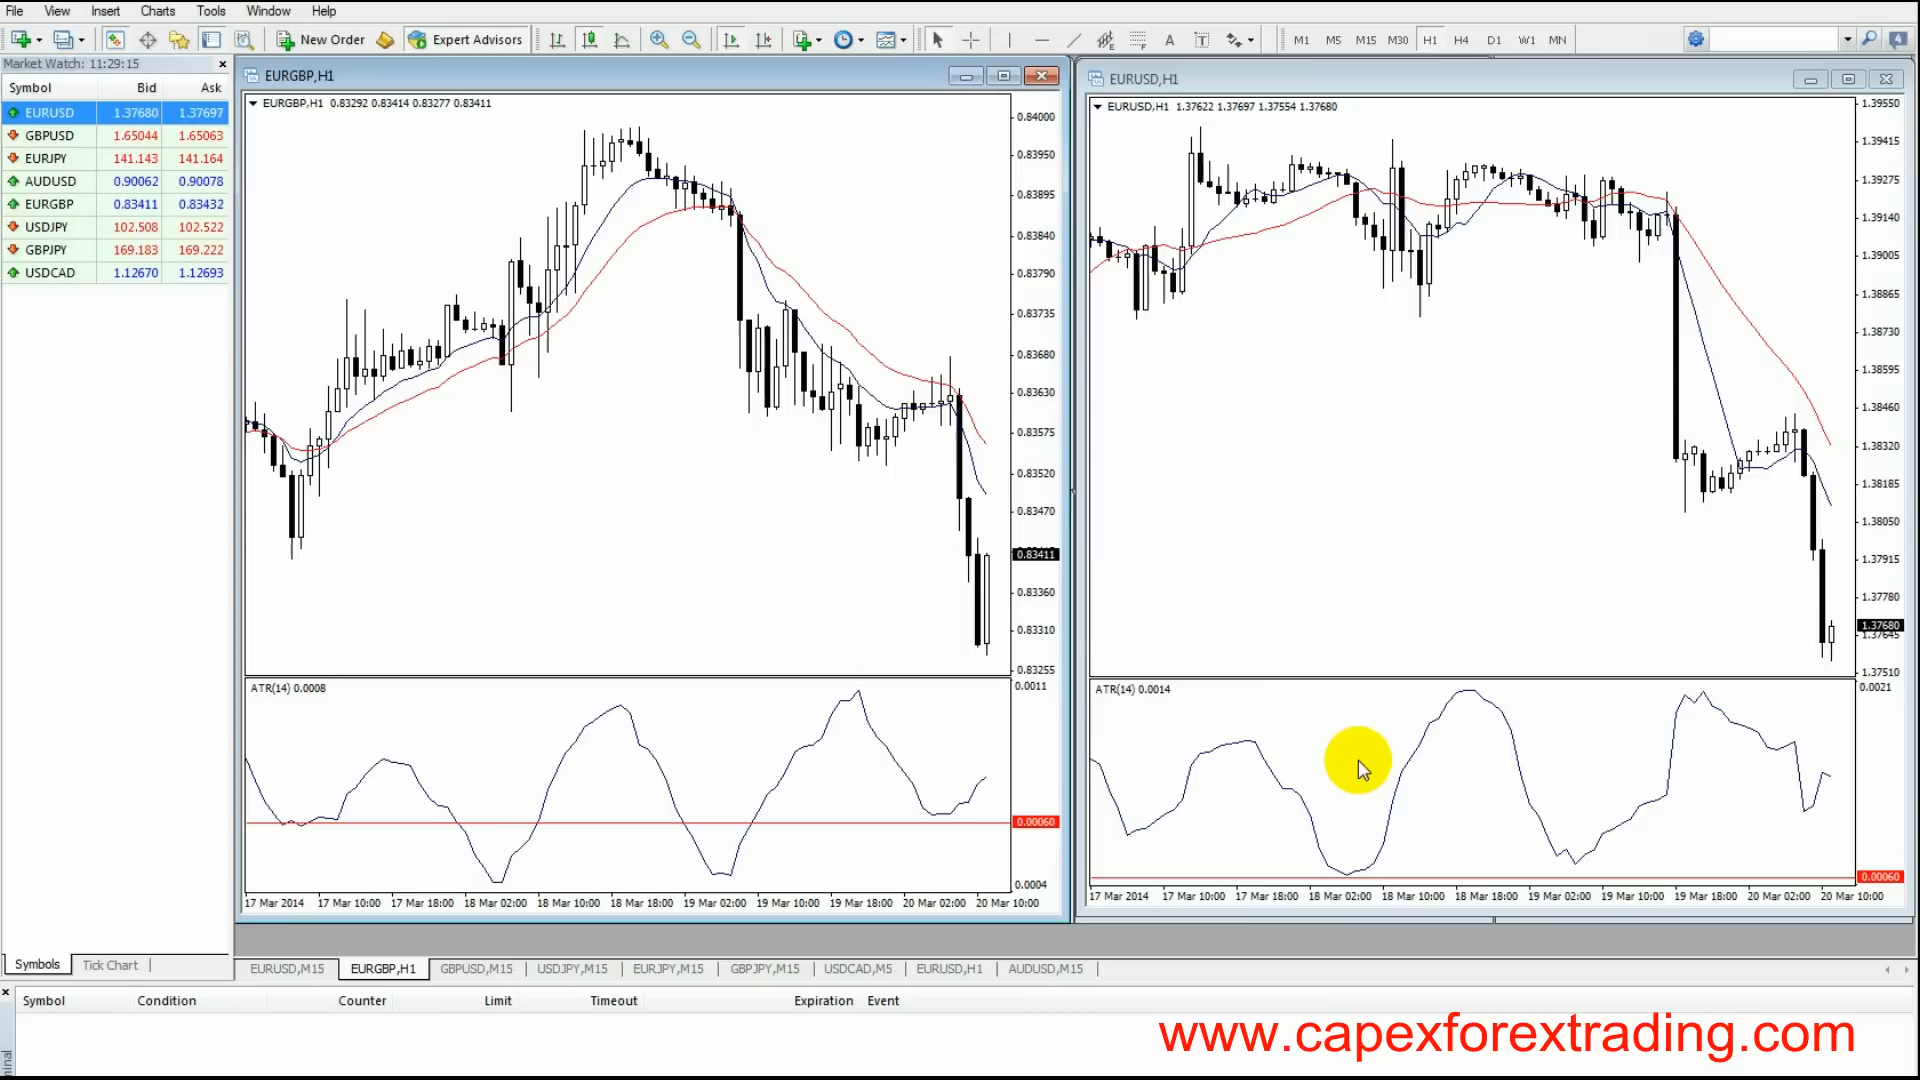 File View Insert Charts Tools Window Help
New Order Expert Advisors A T M1 M5 M15 M30 H1 H4 D1 W1 MN 4
Market Watch: 11:29:15
Symbol Bid Ask
EURUSD 1.37680 1.37697
GBPUSD 1.65044 1.65063
EURJPY 141.143 141.164
AUDUSD 0.90062 0.90078
EURGBP 0.83411 0.83432
USDJPY 102.508 102.522
GBPJPY 169.183 169.222
USDCAD 1.12670 1.12693
Symbols Tick Chart
EURGBP,H1
EURGBP,H1 0.83292 0.83414 0.83277 0.83411
0.84000
0.83950
0.83895
0.83840
0.83790
0.83735
0.83680
0.83630
0.83575
0.83520
0.83470
0.83411
0.83360
0.83310
0.83255
ATR(14) 0.0008
0.0011
0.00060
0.0004
17 Mar 2014 17 Mar 10:00 17 Mar 18:00 18 Mar 02:00 18 Mar 10:00 18 Mar 18:00 19 Mar 02:00 19 Mar 10:00 19 Mar 18:00 20 Mar 02:00 20 Mar 10:00
EURUSD,H1
EURUSD,H1 1.37622 1.37697 1.37554 1.37680
1.39550
1.39415
1.39275
1.39140
1.39005
1.38865
1.38730
1.38595
1.38460
1.38320
1.38185
1.38050
1.37915
1.37780
1.37680
1.37645
1.37510
ATR(14) 0.0014
0.0021
0.00060
17 Mar 2014 17 Mar 10:00 17 Mar 18:00 18 Mar 02:00 18 Mar 10:00 18 Mar 18:00 19 Mar 02:00 19 Mar 10:00 19 Mar 18:00 20 Mar 02:00 20 Mar 10:00
EURUSD,M15 EURGBP,H1 GBPUSD,M15 USDJPY,M15 EURJPY,M15 GBPJPY,M15 USDCAD,M5 EURUSD,H1 AUDUSD,M15
Symbol Condition Counter Limit Timeout Expiration Event
www.capexforextrading.com